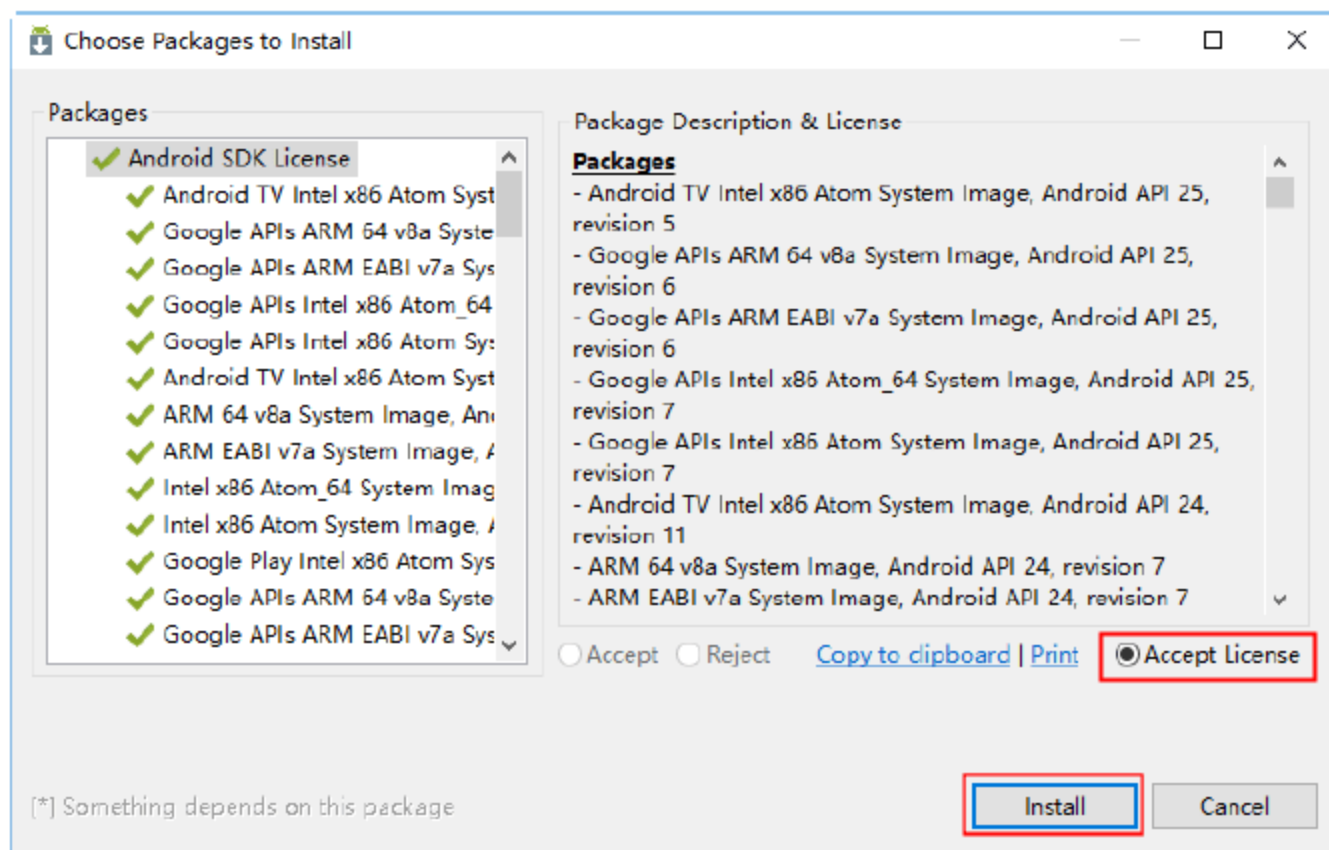 Choose Packages to Install
Packages
Android SDK License
Android TV Intel x86 Atom Syst
Google APIs ARM 64 v8a Syste
Google APIs ARM EABI v7a Sys
Google APIs Intel x86 Atom_64
Google APIs Intel x86 Atom Sys
Android TV Intel x86 Atom Syst
ARM 64 v8a System Image, And
ARM EABI v7a System Image, A
Intel x86 Atom_64 System Imag
Intel x86 Atom System Image, A
Google Play Intel x86 Atom Sys
Google APIs ARM 64 v8a Syste
Google APIs ARM EABI v7a Sys
Package Description & License
Packages
- Android TV Intel x86 Atom System Image, Android API 25,
revision 5
- Google APIs ARM 64 v8a System Image, Android API 25,
revision 6
- Google APIs ARM EABI v7a System Image, Android API 25,
revision 6
- Google APIs Intel x86 Atom_64 System Image, Android API 25,
revision 7
- Google APIs Intel x86 Atom System Image, Android API 25,
revision 7
- Android TV Intel x86 Atom System Image, Android API 24,
revision 11
- ARM 64 v8a System Image, Android API 24, revision 7
- ARM EABI v7a System Image, Android API 24, revision 7
Accept Reject Copy to clipboard | Print Accept License
[*] Something depends on this package
Install Cancel